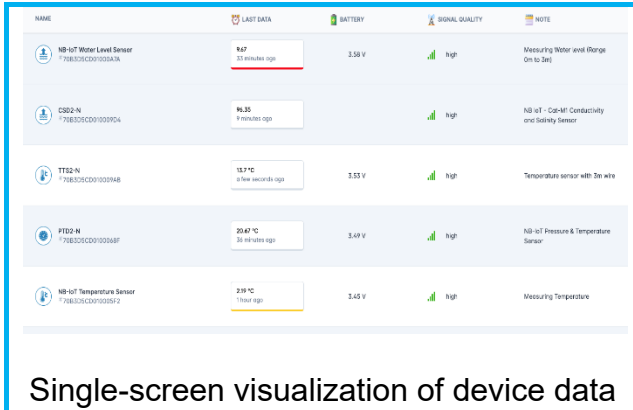 NAME LAST DATA BATTERY SIGNAL QUALITY NOTE
NB-IoT Water Level Sensor 9.67 3.58 V high Measuring Water level (Range
33 minutes ago 0m to 3m)
CSD2-N 96.35 high NB IoT - Cat-M1 Conductivity
9 minutes ago and Salinity Sensor
TTS2-N 13.7 °C 3.53 V high Temperature sensor with 3m wire
a few seconds ago
PTD2-N 20.67 °C 3.49 V high NB-IoT Pressure & Temperature
36 minutes ago Sensor
NB-IoT Temperature Sensor 2.19 °C 3.45 V high Measuring Temperature
1 hour ago
Single-screen visualization of device data